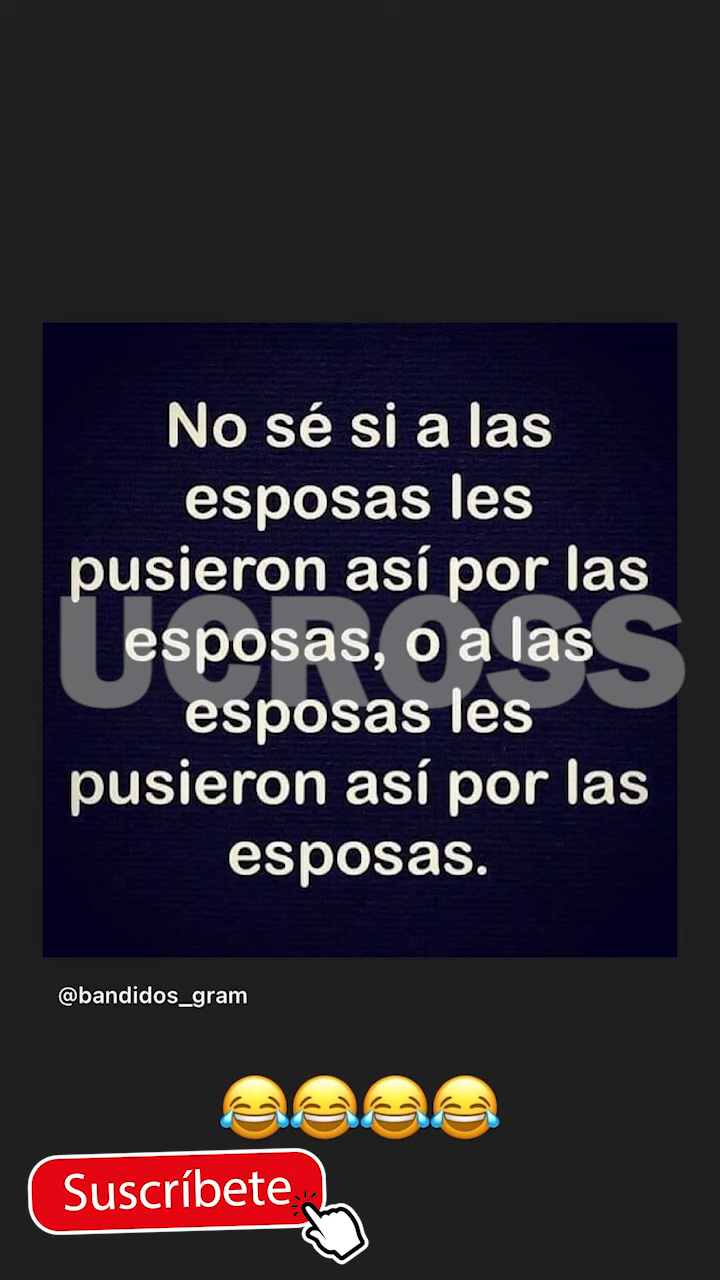 No sé si a las
esposas les
pusieron así por las
UCROSS
esposas, o a las
esposas les
pusieron así por las
esposas.
@bandidos_gram
😂😂😂😂
Suscríbete